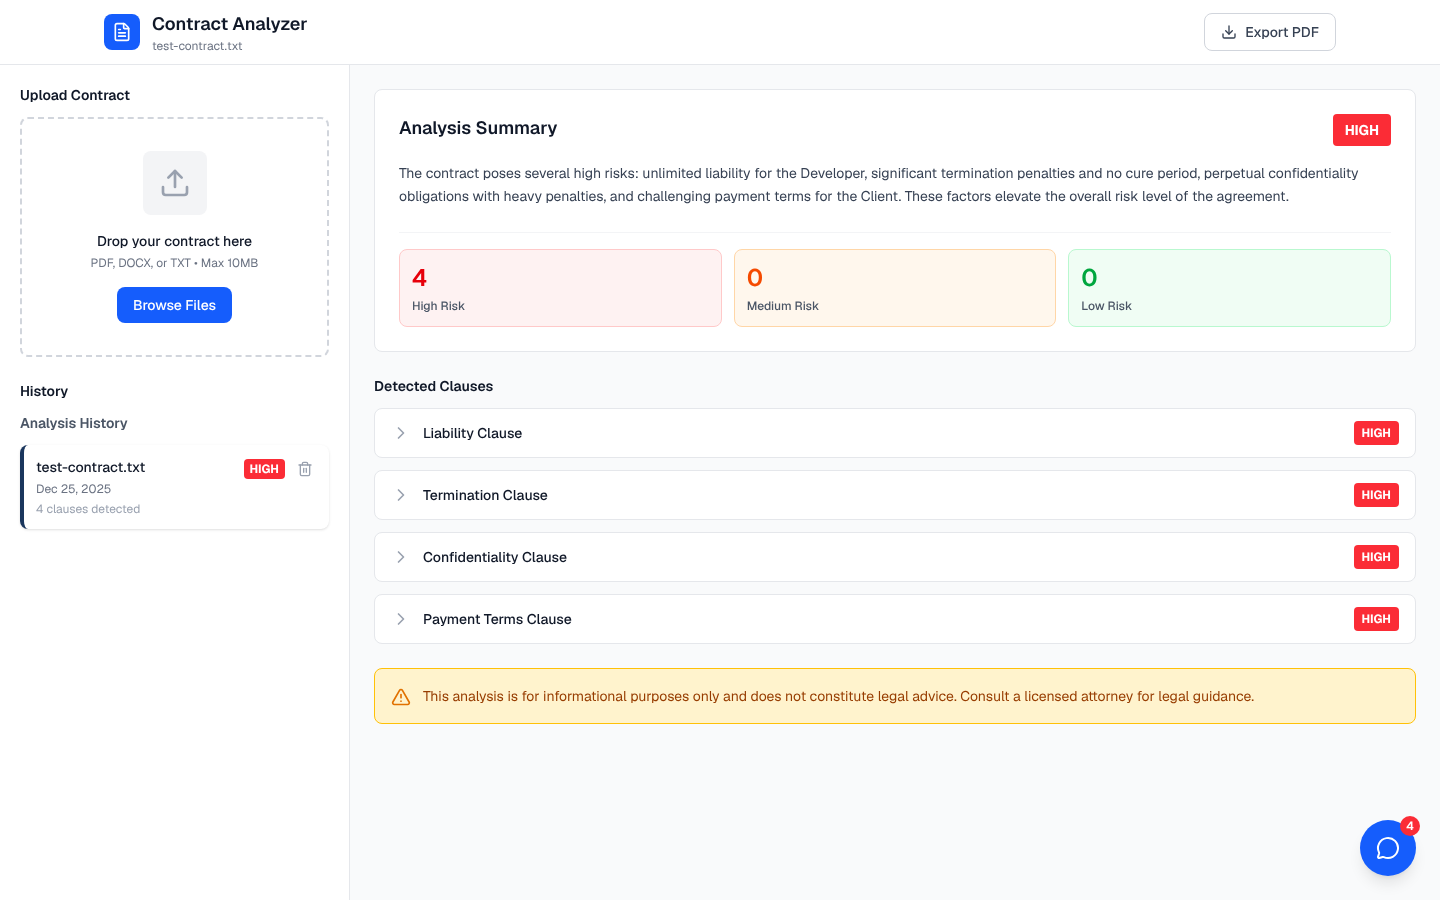 Contract Analyzer
test-contract.txt
Export PDF
Upload Contract
Drop your contract here
PDF, DOCX, or TXT • Max 10MB
Browse Files
History
Analysis History
test-contract.txt
HIGH
Dec 25, 2025
4 clauses detected
Analysis Summary
HIGH
The contract poses several high risks: unlimited liability for the Developer, significant termination penalties and no cure period, perpetual confidentiality
obligations with heavy penalties, and challenging payment terms for the Client. These factors elevate the overall risk level of the agreement.
4
High Risk
0
Medium Risk
0
Low Risk
Detected Clauses
Liability Clause
HIGH
Termination Clause
HIGH
Confidentiality Clause
HIGH
Payment Terms Clause
HIGH
This analysis is for informational purposes only and does not constitute legal advice. Consult a licensed attorney for legal guidance.
4